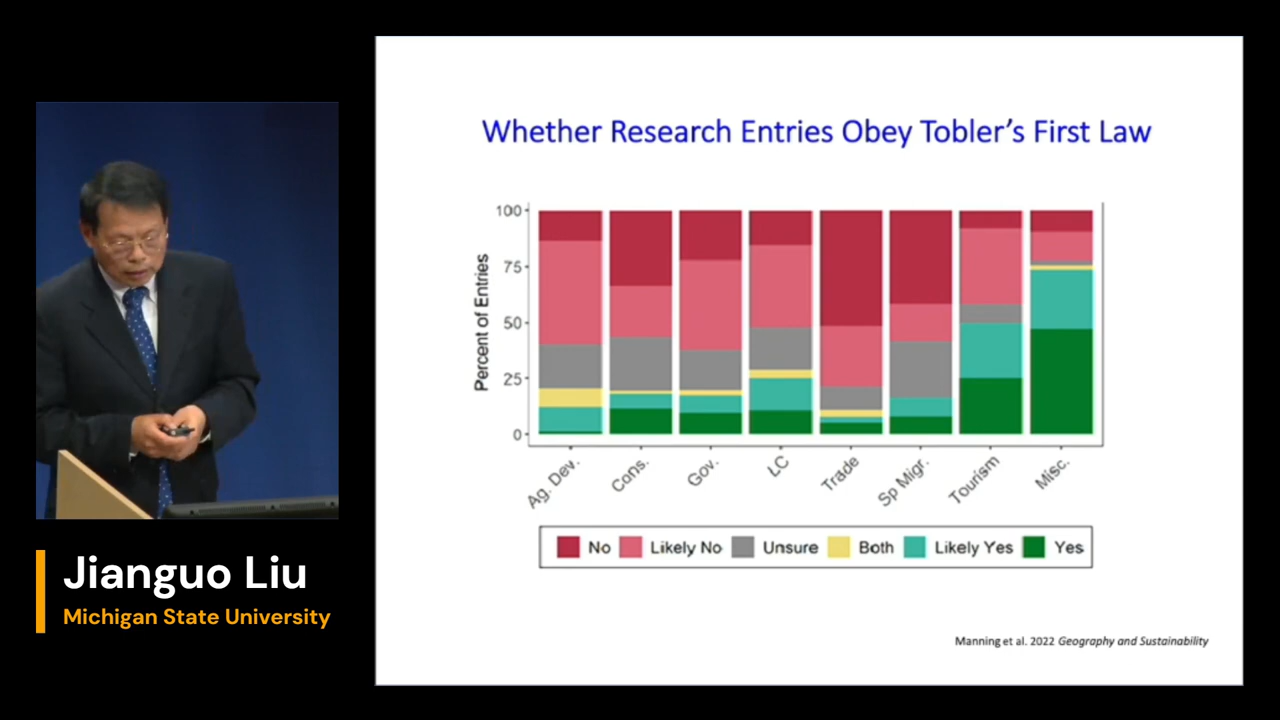 Whether Research Entries Obey Tobler's First Law
Percent of Entries
100
75
50
25
0
Ag. Dev.
Cons.
Gov.
LC
Trade
Sp Migr.
Tourism
Misc.
No
Likely No
Unsure
Both
Likely Yes
Yes
Manning et al. 2022 Geography and Sustainability
Jianguo Liu
Michigan State University